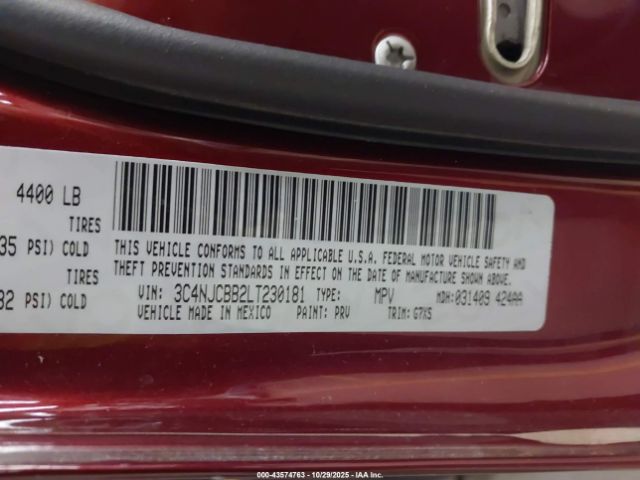 4400 LB
TIRES
35 PSI) COLD
TIRES
32 PSI) COLD
THIS VEHICLE CONFORMS TO ALL APPLICABLE U.S.A. FEDERAL MOTOR VEHICLE SAFETY AND
THEFT PREVENTION STANDARDS IN EFFECT ON THE DATE OF MANUFACTURE SHOWN ABOVE.
VIN: 3C4NJCBB2LT230181 TYPE: MPV MDH: 031409 424AA
VEHICLE MADE IN MEXICO PAINT: PRV TRIM: G7X5
000-43574763 - 10/29/2025 - IAA Inc.